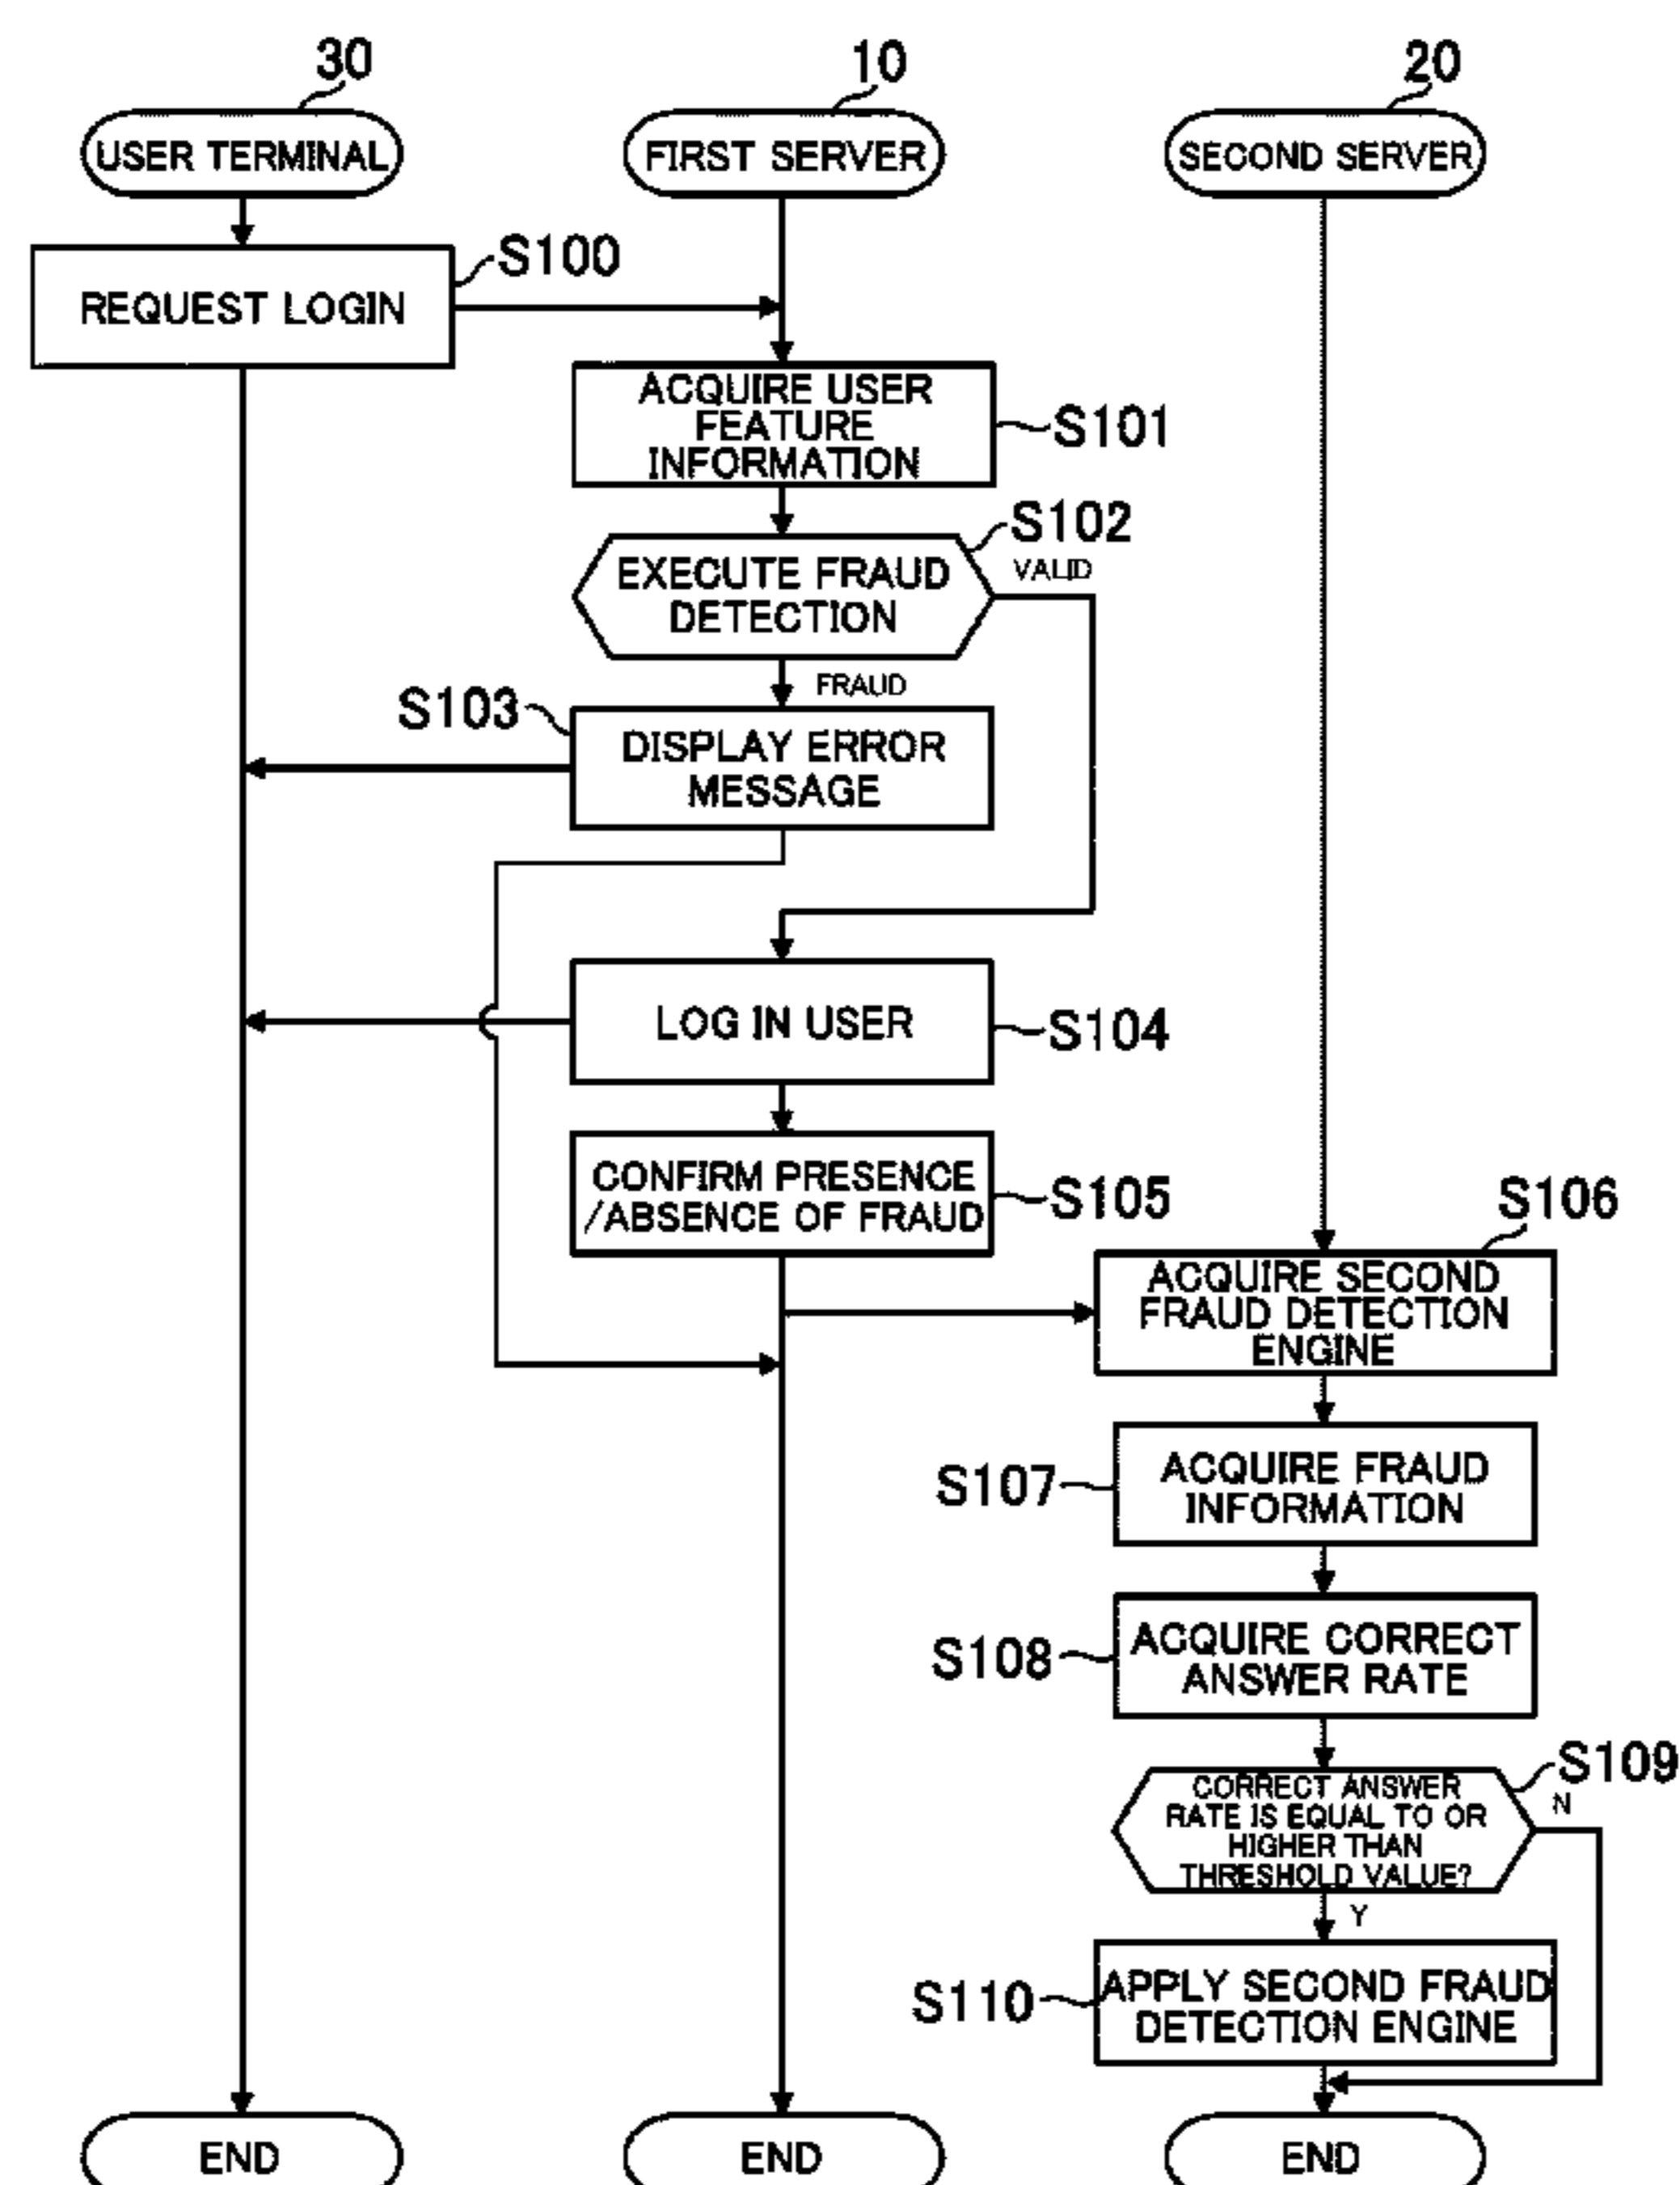 30
10
20
USER TERMINAL
FIRST SERVER
SECOND SERVER
S100
REQUEST LOGIN
ACQUIRE USER
FEATURE
INFORMATION
S101
S102
EXECUTE FRAUD
DETECTION
VALID
FRAUD
S103
DISPLAY ERROR
MESSAGE
LOG IN USER
S104
CONFIRM PRESENCE
/ABSENCE OF FRAUD
S105
S106
ACQUIRE SECOND
FRAUD DETECTION
ENGINE
S107
ACQUIRE FRAUD
INFORMATION
S108
ACQUIRE CORRECT
ANSWER RATE
S109
CORRECT ANSWER
RATE IS EQUAL TO OR
HIGHER THAN
THRESHOLD VALUE?
N
Y
S110
APPLY SECOND FRAUD
DETECTION ENGINE
END
END
END